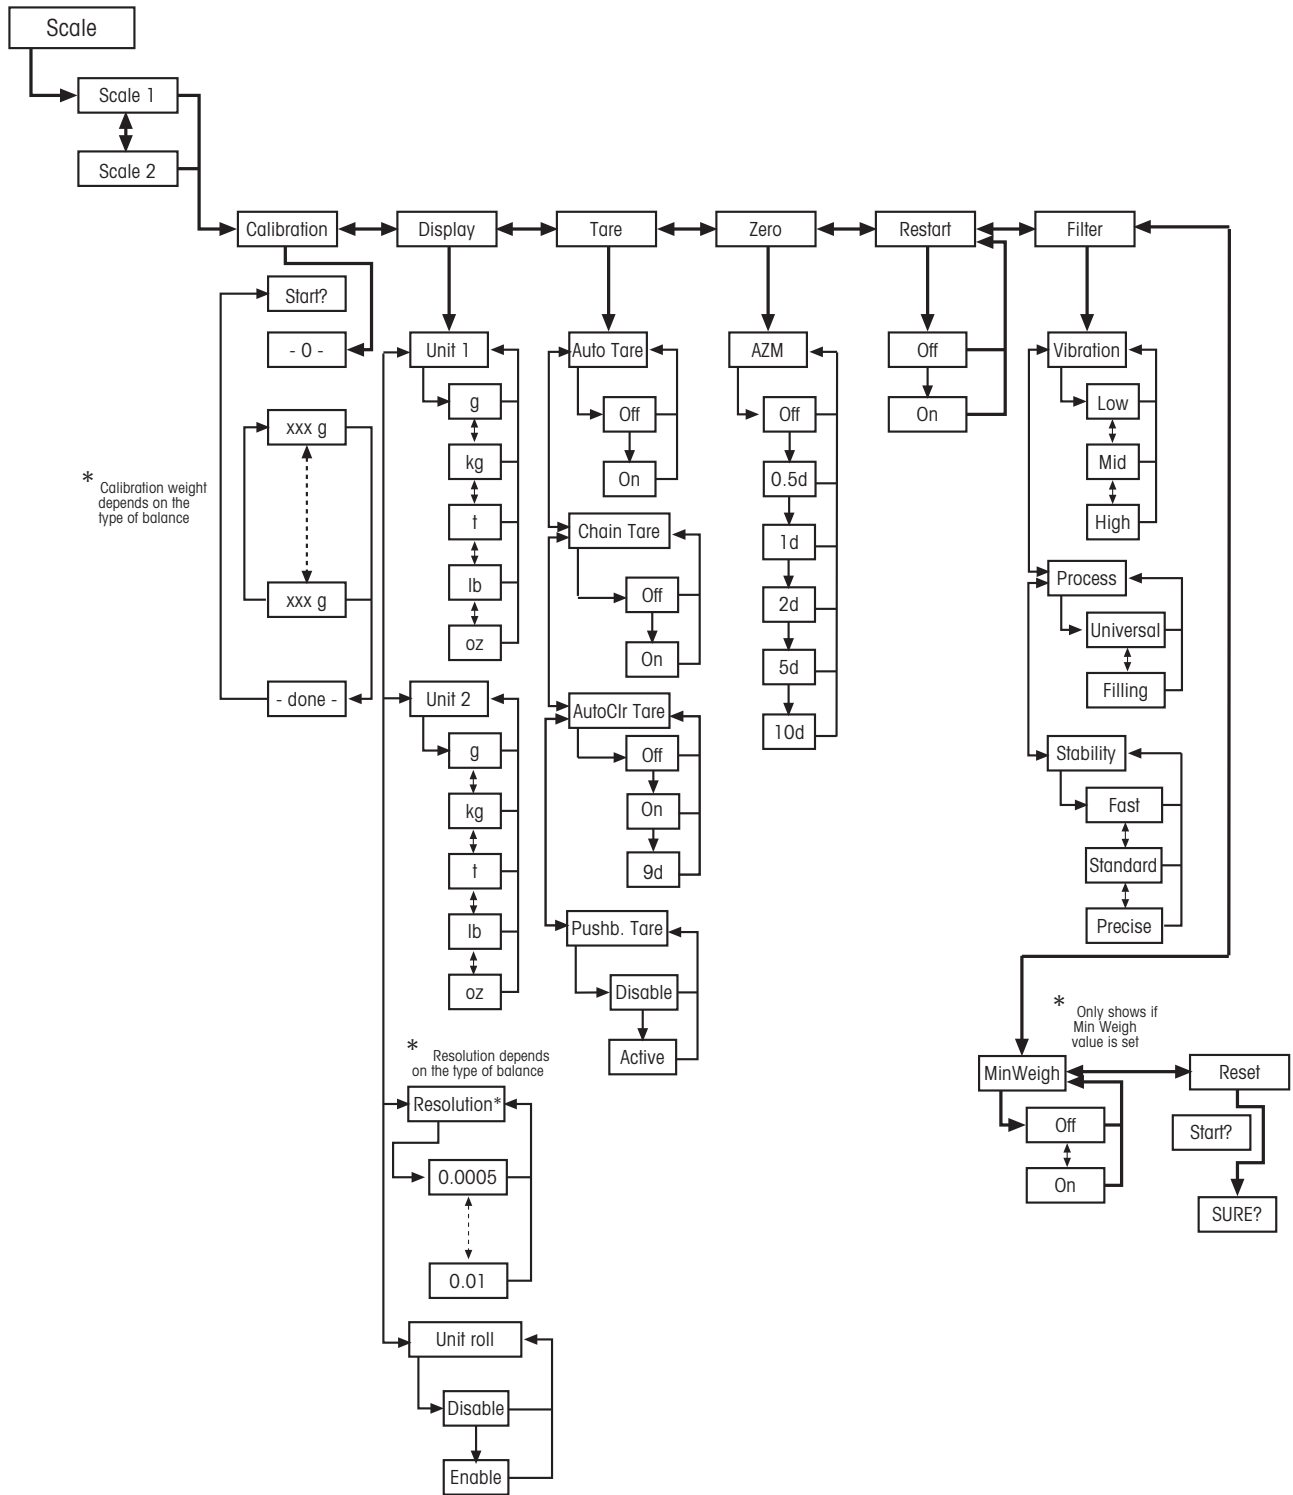 Scale
Scale 1
Scale 2
Calibration
Display
Tare
Zero
Restart
Filter
Start?
- 0 -
xxx g
* Calibration weight
depends on the
type of balance
xxx g
- done -
Unit 1
g
kg
t
lb
oz
Unit 2
g
kg
t
lb
oz
* Resolution depends
on the type of balance
Resolution*
0.0005
0.01
Unit roll
Disable
Enable
Auto Tare
Off
On
Chain Tare
Off
On
AutoClr Tare
Off
On
9d
Pushb. Tare
Disable
Active
AZM
Off
0.5d
1d
2d
5d
10d
Off
On
Vibration
Low
Mid
High
Process
Universal
Filling
Stability
Fast
Standard
Precise
* Only shows if
Min Weigh
value is set
MinWeigh
Off
On
Reset
Start?
SURE?